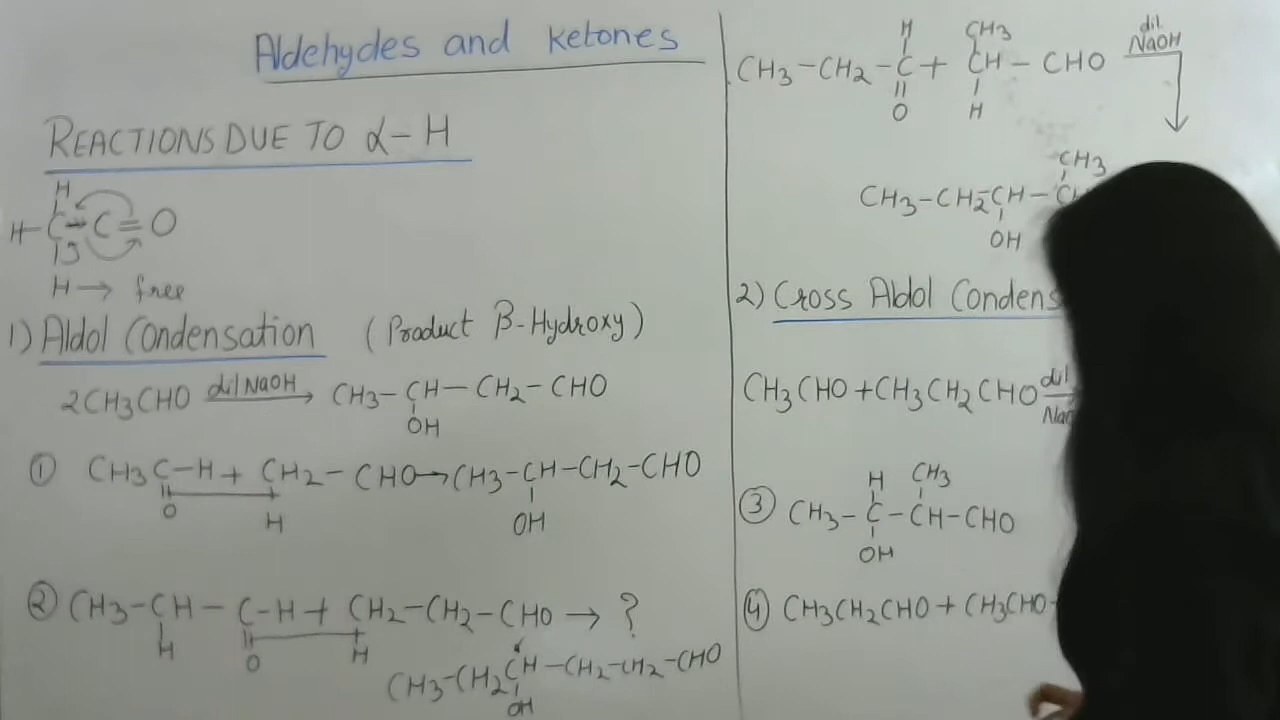 Aldehydes and ketones
REACTIONS DUE TO α-H
H
H-C-C=O
H → free
1) Aldol Condensation (Product β-Hydroxy)
2CH3CHO dil NaOH → CH3-CH-CH2-CHO
OH
① CH3C-H + CH2-CHO → CH3-CH-CH2-CHO
O H OH
② CH3-CH-C-H + CH2-CH2-CHO → ?
H O H
CH3-CH2CH-CH2-CH2-CHO
OH
H CH3 dil
CH3-CH2-C + CH-CHO NaOH
O H
CH3
CH3-CH2-CH-C
OH
2) Cross Aldol Condens
CH3CHO + CH3CH2CHO dil
H CH3
③ CH3-C-CH-CHO
OH
④ CH3CH2CHO + CH3CHO